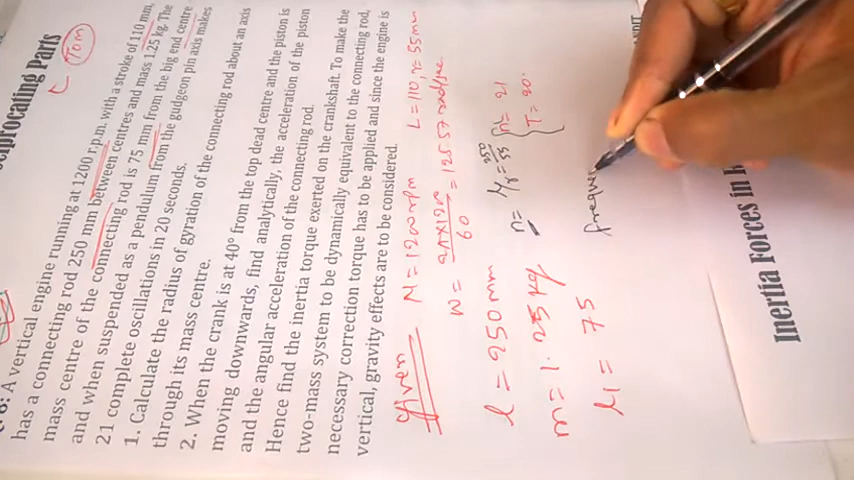 eciprocating Parts
Tom
6: A vertical engine running at 1200 r.p.m. with a stroke of 110 mm,
has a connecting rod 250 mm between centres and mass 1.25 kg. The
mass centre of the connecting rod is 75 mm from the big end centre
and when suspended as a pendulum from the gudgeon pin axis makes
21 complete oscillations in 20 seconds.
1. Calculate the radius of gyration of the connecting rod about an axis
through its mass centre.
2. When the crank is at 40° from the top dead centre and the piston is
moving downwards, find analytically, the acceleration of the piston
and the angular acceleration of the connecting rod.
Hence find the inertia torque exerted on the crankshaft. To make the
two-mass system to be dynamically equivalent to the connecting rod,
necessary correction torque has to be applied and since the engine is
vertical, gravity effects are to be considered.
Given N = 1200 rpm L = 110, r = 55 mm
60
l = 250 mm n = l/r = 250/55 n = 21
m = 1.25 kg T = 20
l1 = 75
frequ
Inertia Forces in